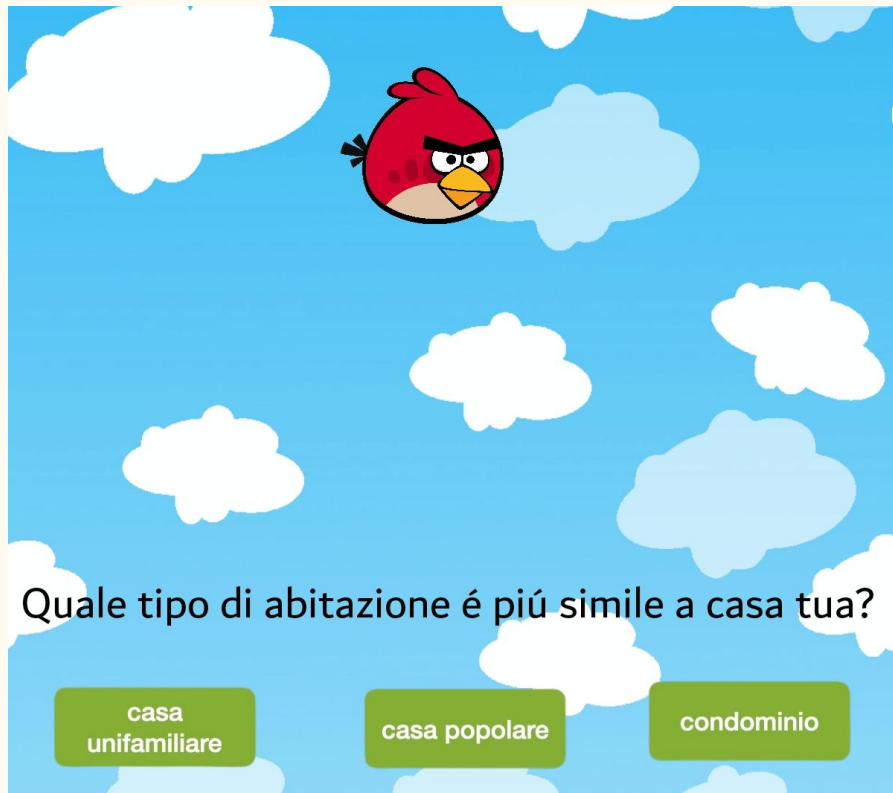 Quale tipo di abitazione é piú simile a casa tua?
casa
unifamiliare
casa popolare
condominio